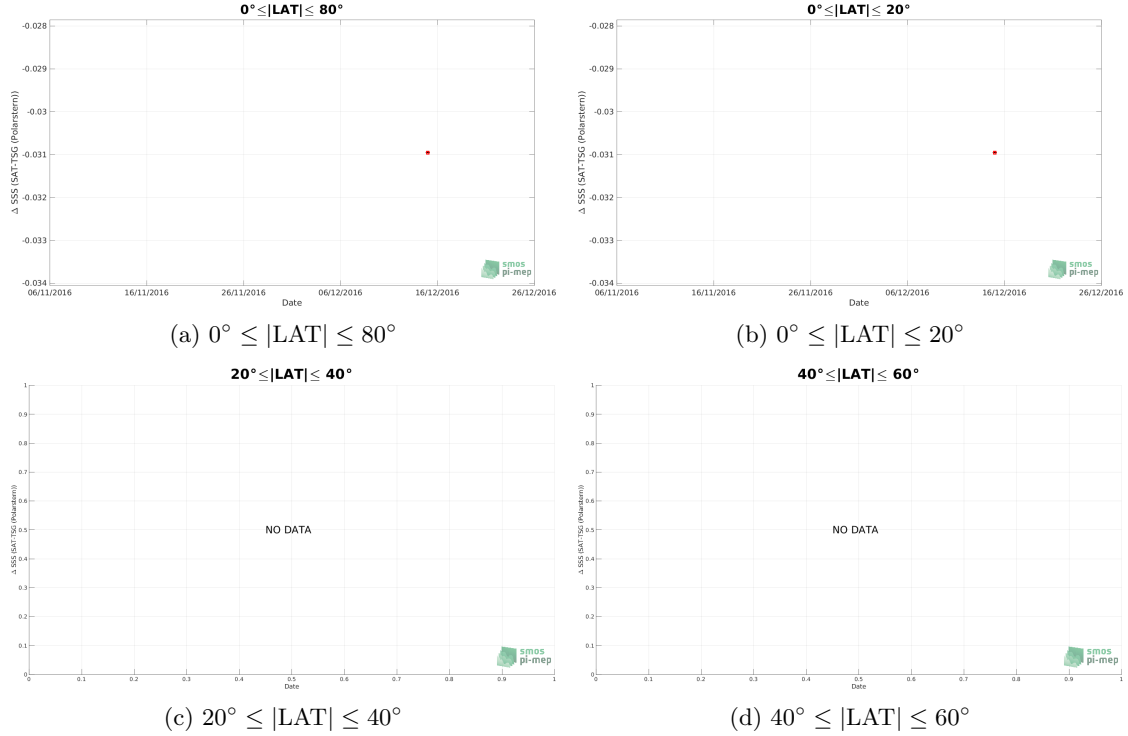 0°≤|LAT|≤ 80°
-0.028
-0.029
-0.03
-0.031
-0.032
-0.033
-0.034
Δ SSS (SAT-TSG (Polarstern))
06/11/2016 16/11/2016 26/11/2016 06/12/2016 16/12/2016 26/12/2016
Date
smos
pi-mep
(a) 0° ≤ |LAT| ≤ 80°
0°≤|LAT|≤ 20°
-0.028
-0.029
-0.03
-0.031
-0.032
-0.033
-0.034
Δ SSS (SAT-TSG (Polarstern))
06/11/2016 16/11/2016 26/11/2016 06/12/2016 16/12/2016 26/12/2016
Date
smos
pi-mep
(b) 0° ≤ |LAT| ≤ 20°
20°≤|LAT|≤ 40°
1
0.9
0.8
0.7
0.6
0.5
0.4
0.3
0.2
0.1
0
Δ SSS (SAT-TSG (Polarstern))
NO DATA
0 0.1 0.2 0.3 0.4 0.5 0.6 0.7 0.8 0.9 1
Date
smos
pi-mep
(c) 20° ≤ |LAT| ≤ 40°
40°≤|LAT|≤ 60°
1
0.9
0.8
0.7
0.6
0.5
0.4
0.3
0.2
0.1
0
Δ SSS (SAT-TSG (Polarstern))
NO DATA
0 0.1 0.2 0.3 0.4 0.5 0.6 0.7 0.8 0.9 1
Date
smos
pi-mep
(d) 40° ≤ |LAT| ≤ 60°